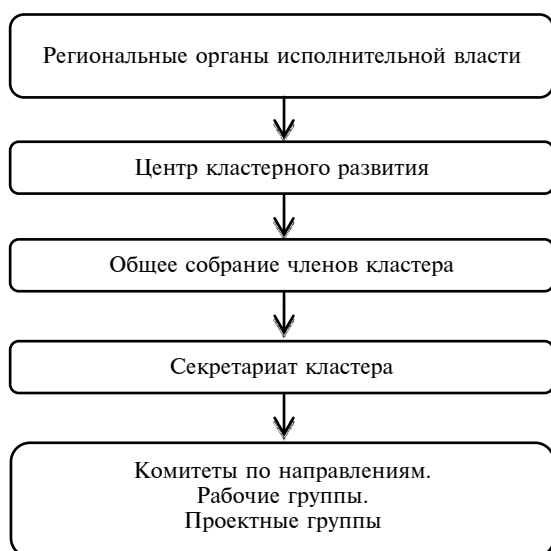 Региональные органы исполнительной власти
Центр кластерного развития
Общее собрание членов кластера
Секретариат кластера
Комитеты по направлениям.
Рабочие группы.
Проектные группы